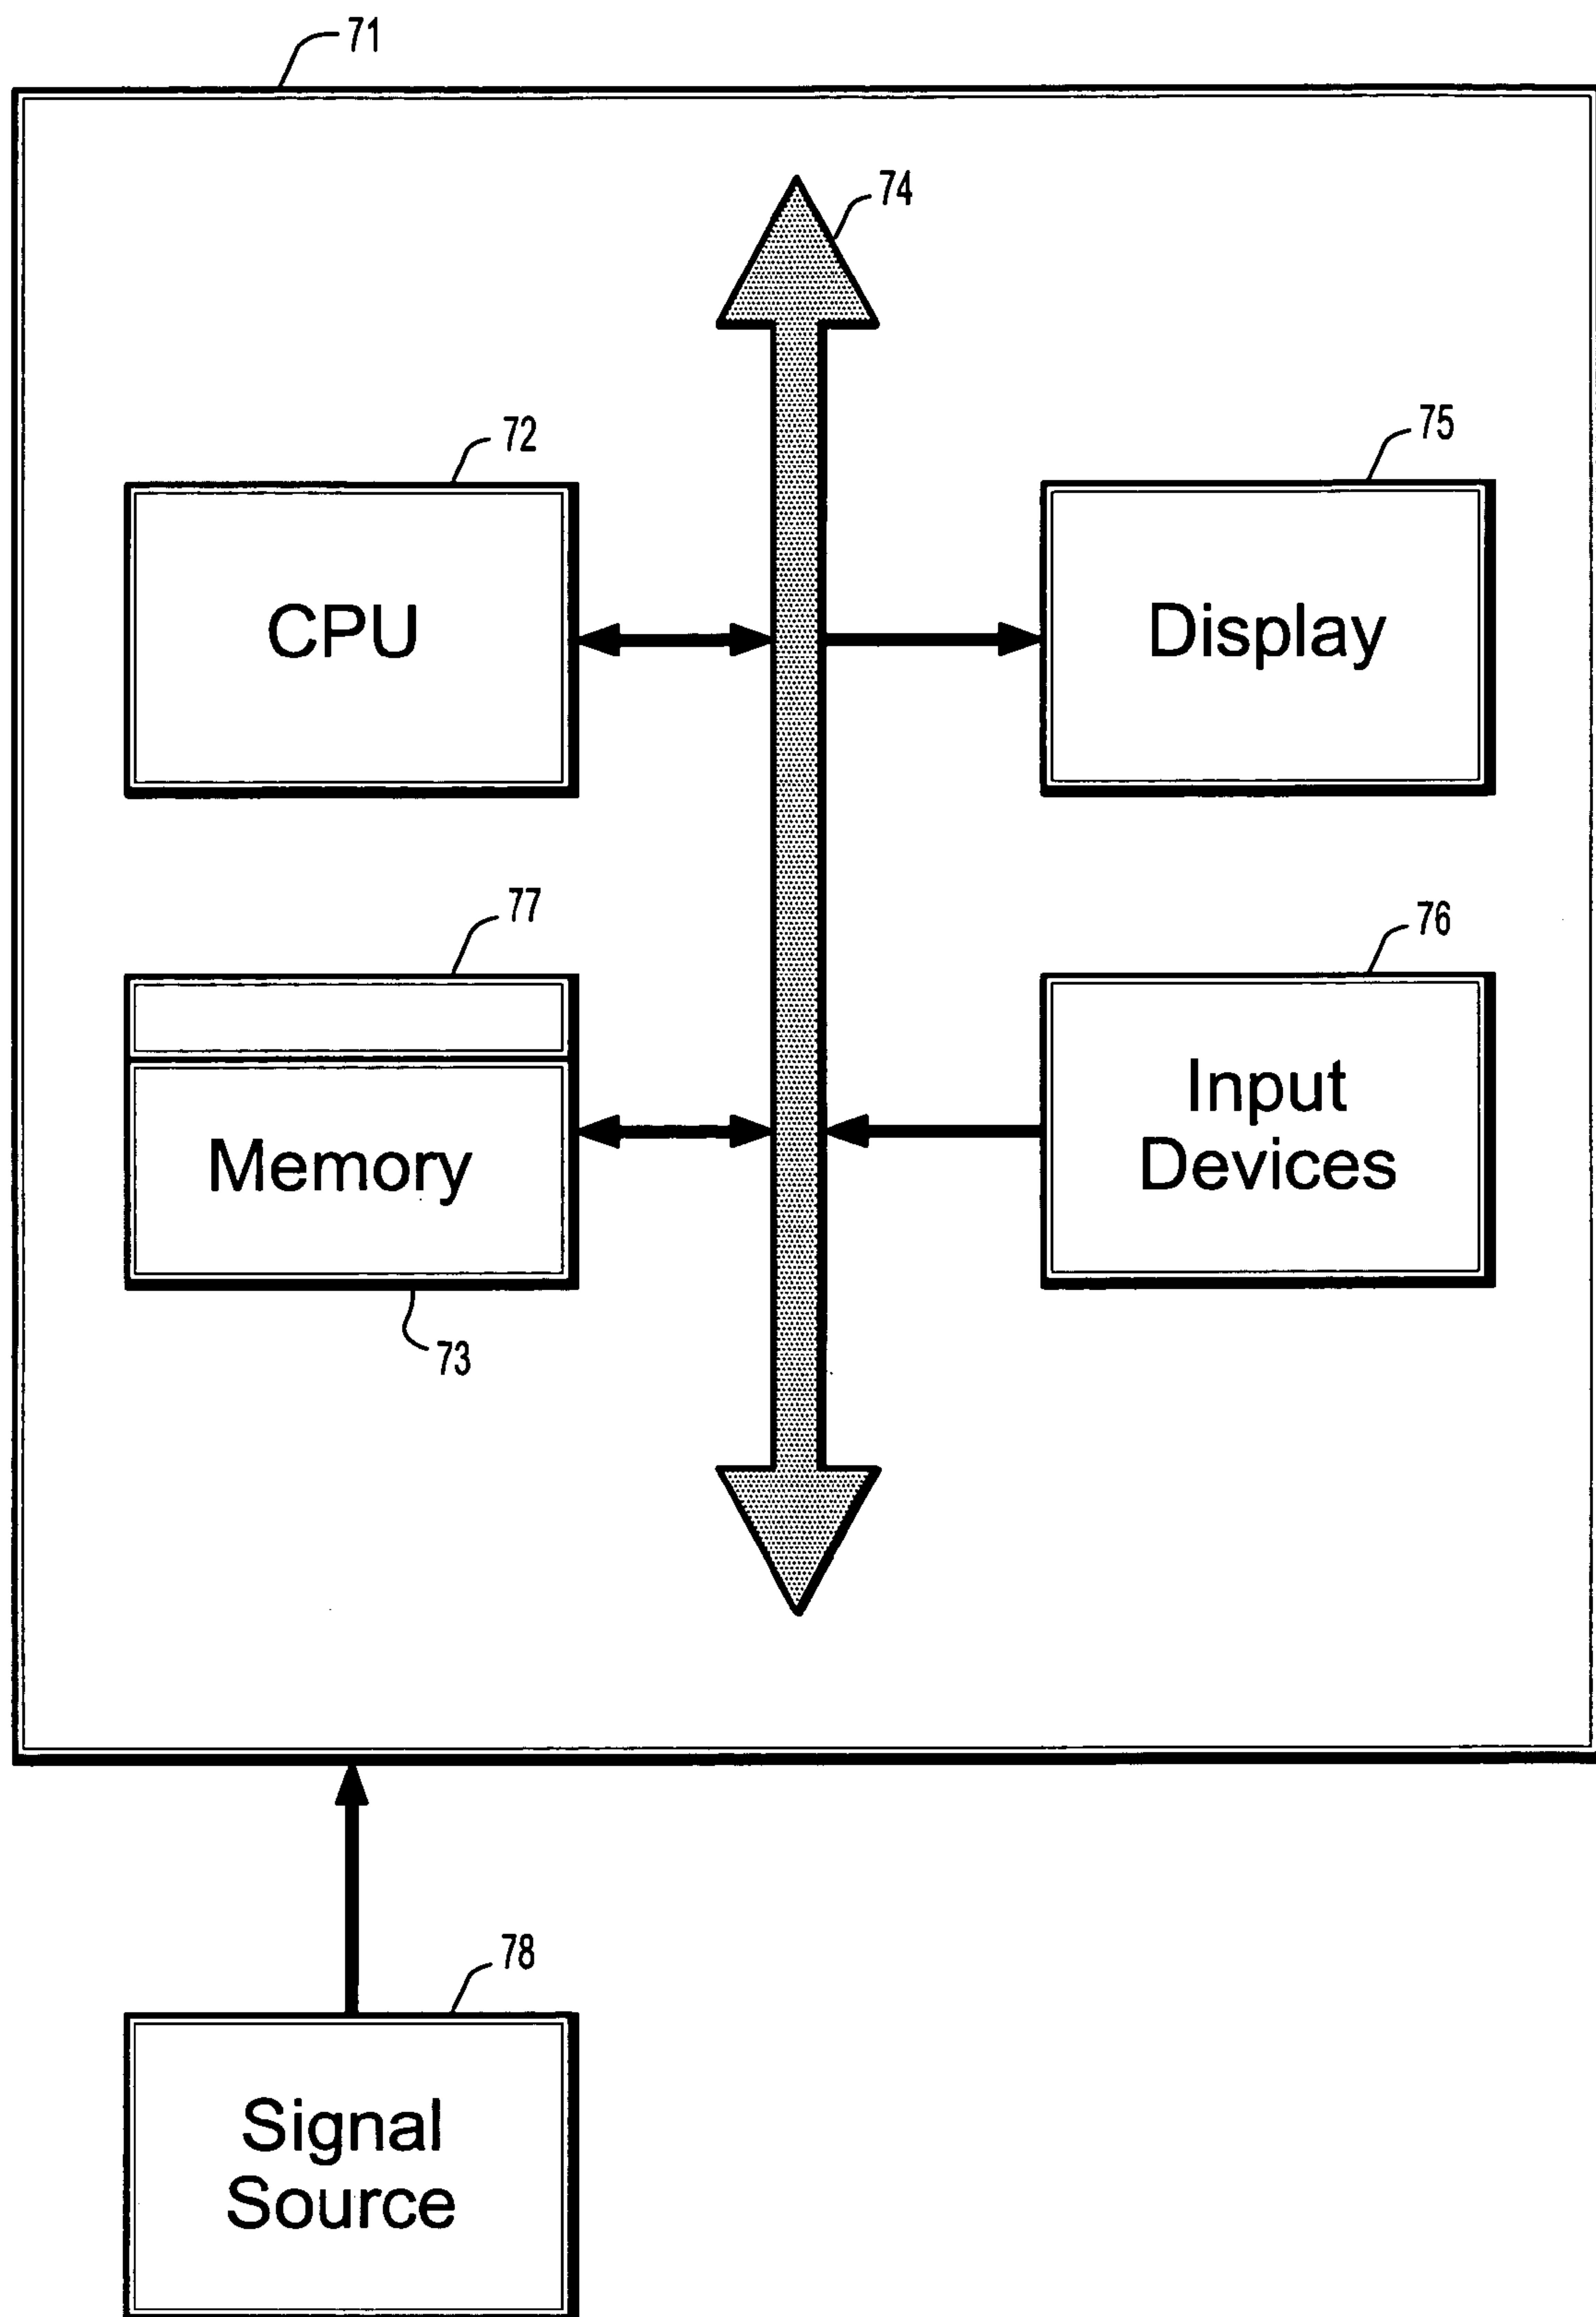 71
74
72
75
CPU
Display
77
76
Memory
Input
Devices
73
78
Signal
Source